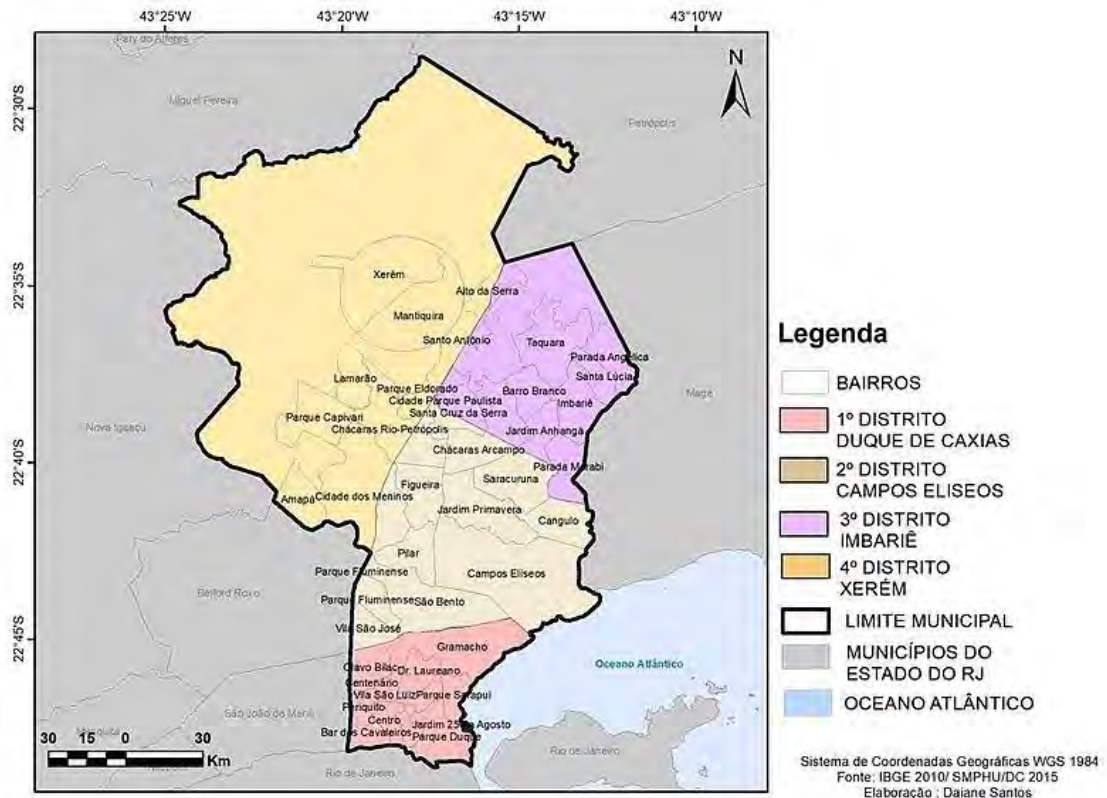 43°25'W 43°20'W 43°15'W 43°10'W
Paty do Alferes
N
22°30'S
Miguel Pereira
Petrópolis
22°35'S
Xerém
Alto da Serra
Mantiquira
Santo Antônio
Taquara
Parada Angélica
Santa Lúcia
Lamarão
Parque Eldorado
Barro Branco
Cidade Parque Paulista
Imbariê
Magé
Santa Cruz da Serra
Parque Capivari
Chácaras Rio-Petrópolis
Jardim Anhangá
Nova Iguaçu
22°40'S
Chácaras Arcampo
Parada Morabi
Saracuruna
Figueira
Amapá
Cidade dos Meninos
Jardim Primavera
Cangulo
Pilar
Parque Fluminense
Campos Elíseos
Belford Roxo
Parque Fluminense
São Bento
Vila São José
22°45'S
Gramacho
Oceano Atlântico
Olavo Bilac
Dr. Laureano
Centenário
Vila São Luiz
Parque Sarapuí
Periquito
São João de Meriti
Centro
Jardim 25 de Agosto
Bar dos Cavaleiros
Parque Duque
Rio de Janeiro
Rio de Janeiro
30 15 0 30
Km
Legenda
BAIRROS
1º DISTRITO
DUQUE DE CAXIAS
2º DISTRITO
CAMPOS ELISEOS
3º DISTRITO
IMBARIÊ
4º DISTRITO
XERÉM
LIMITE MUNICIPAL
MUNICÍPIOS DO
ESTADO DO RJ
OCEANO ATLÂNTICO
Sistema de Coordenadas Geográficas WGS 1984
Fonte: IBGE 2010/ SMPHU/DC 2015
Elaboração : Daiane Santos